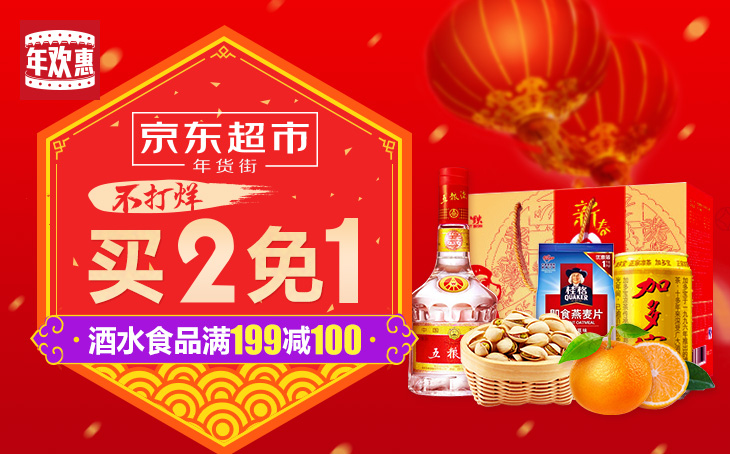 年欢惠
京东超市
年货街
不打烊
买2免1
酒水食品满199减100
五粮液
新春
桂格
QUAKER
即食燕麦片
加多宝
五粮